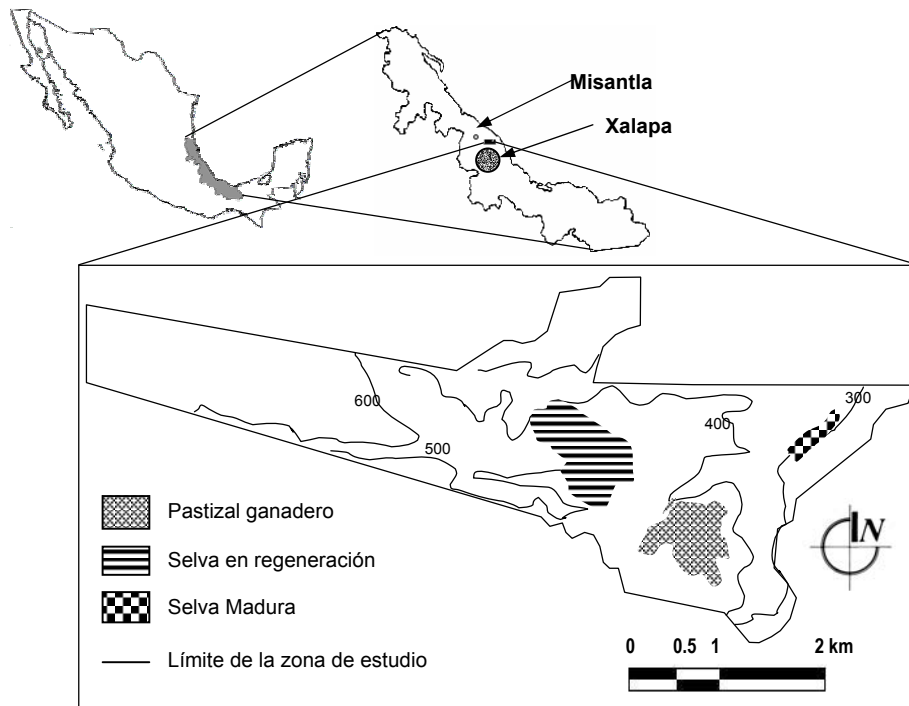 Misantla
Xalapa
600
500
400
300
Pastizal ganadero
Selva en regeneración
Selva Madura
Límite de la zona de estudio
N
0 0.5 1 2 km